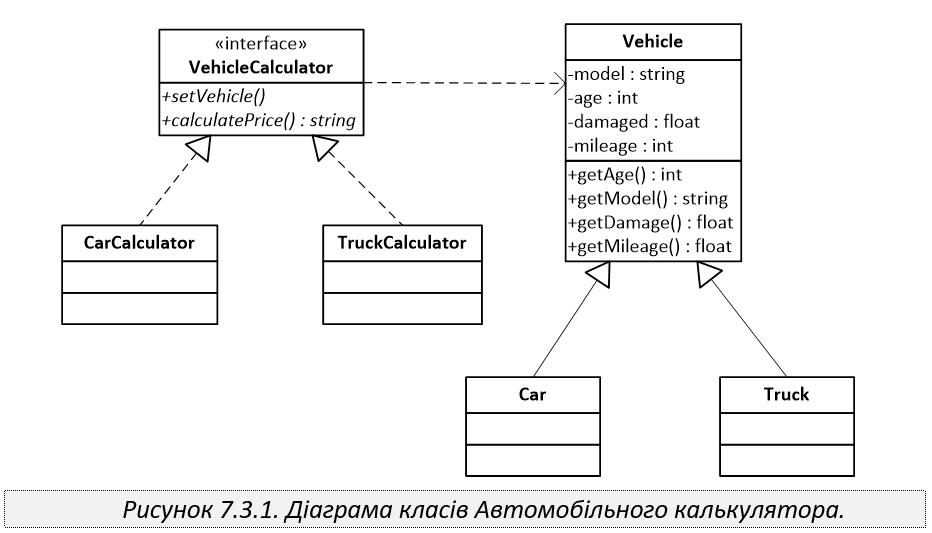 «interface»
VehicleCalculator
+setVehicle()
+calculatePrice() : string
Vehicle
-model : string
-age : int
-damaged : float
-mileage : int
+getAge() : int
+getModel() : string
+getDamage() : float
+getMileage() : float
CarCalculator
TruckCalculator
Car
Truck
Рисунок 7.3.1. Діаграма класів Автомобільного калькулятора.